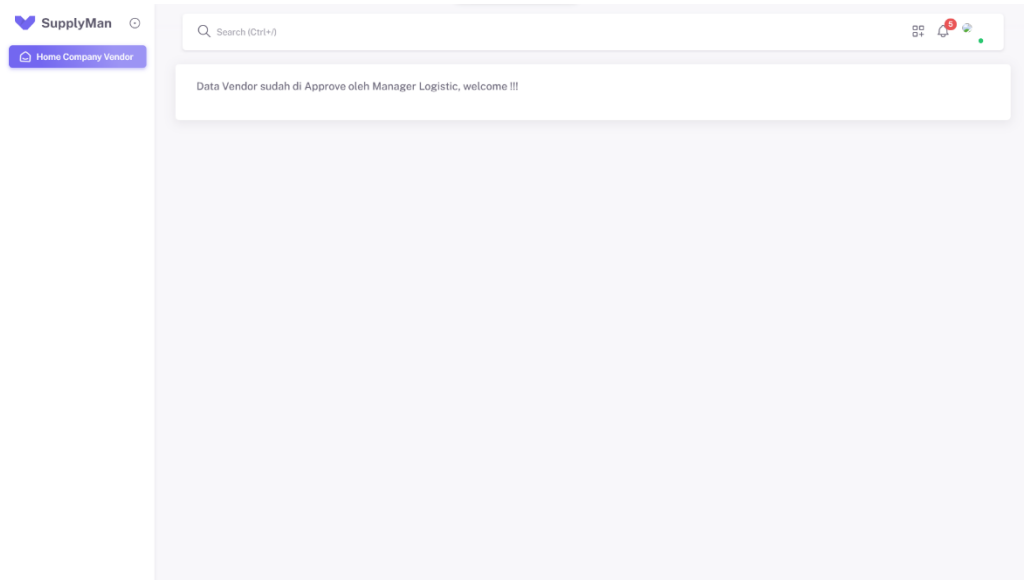 SupplyMan
Home Company Vendor
Search (Ctrl+/)
5
Data Vendor sudah di Approve oleh Manager Logistic, welcome !!!